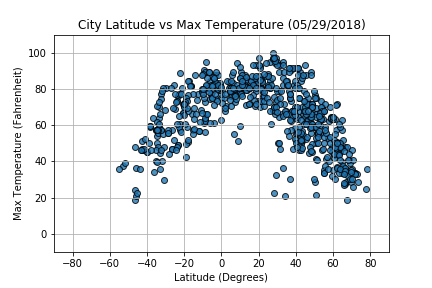 City Latitude vs Max Temperature (05/29/2018)
Max Temperature (Fahrenheit)
100
80
60
40
20
0
−80 −60 −40 −20 0 20 40 60 80
Latitude (Degrees)